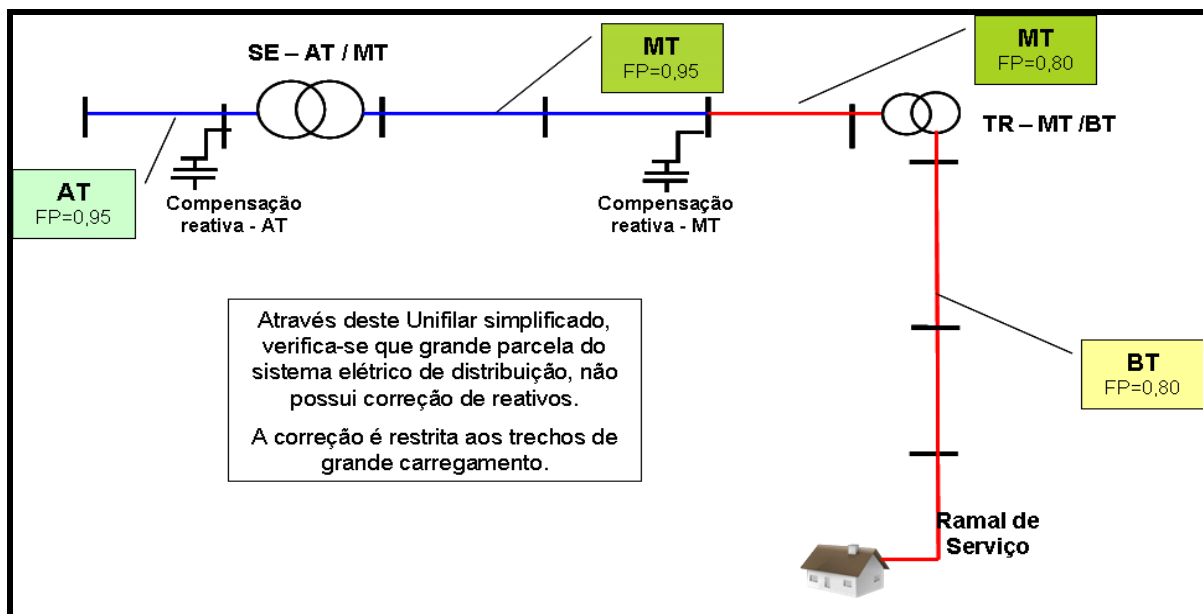 SE – AT / MT
MT
FP=0,95
MT
FP=0,80
TR – MT /BT
AT
FP=0,95
Compensação
reativa - AT
Compensação
reativa - MT
Através deste Unifilar simplificado,
verifica-se que grande parcela do
sistema elétrico de distribuição, não
possui correção de reativos.
A correção é restrita aos trechos de
grande carregamento.
BT
FP=0,80
Ramal de
Serviço